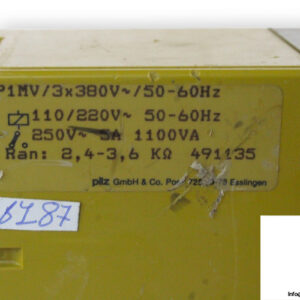 P1MV/3x380V~/50-60Hz
110/220V~ 50-60Hz
250V~ 5A 1100VA
Ran: 2,4-3,6 KΩ 491135
pilz GmbH & Co. Esslingen